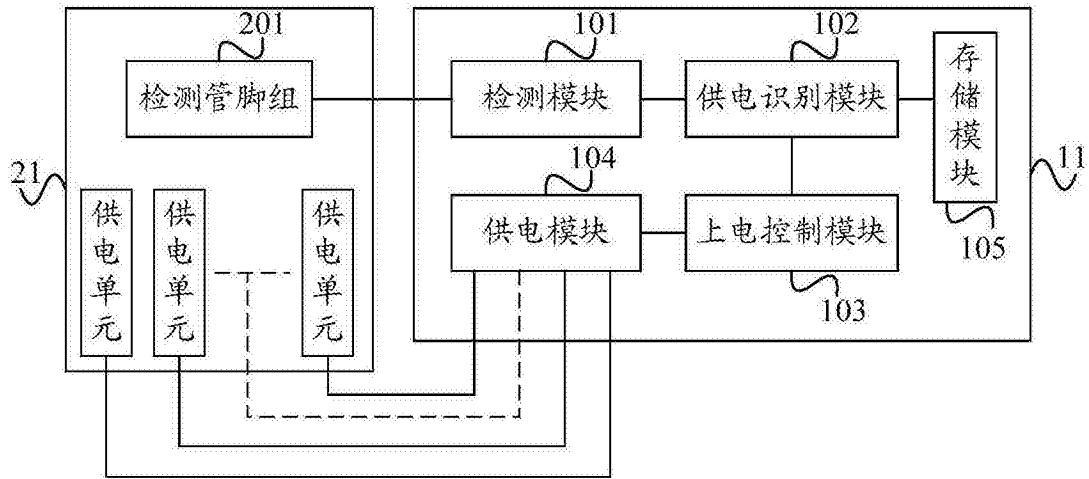 201
101
102
检测管脚组
检测模块
供电识别模块
存储模块
21
11
104
供电单元
供电单元
供电单元
供电模块
上电控制模块
105
103